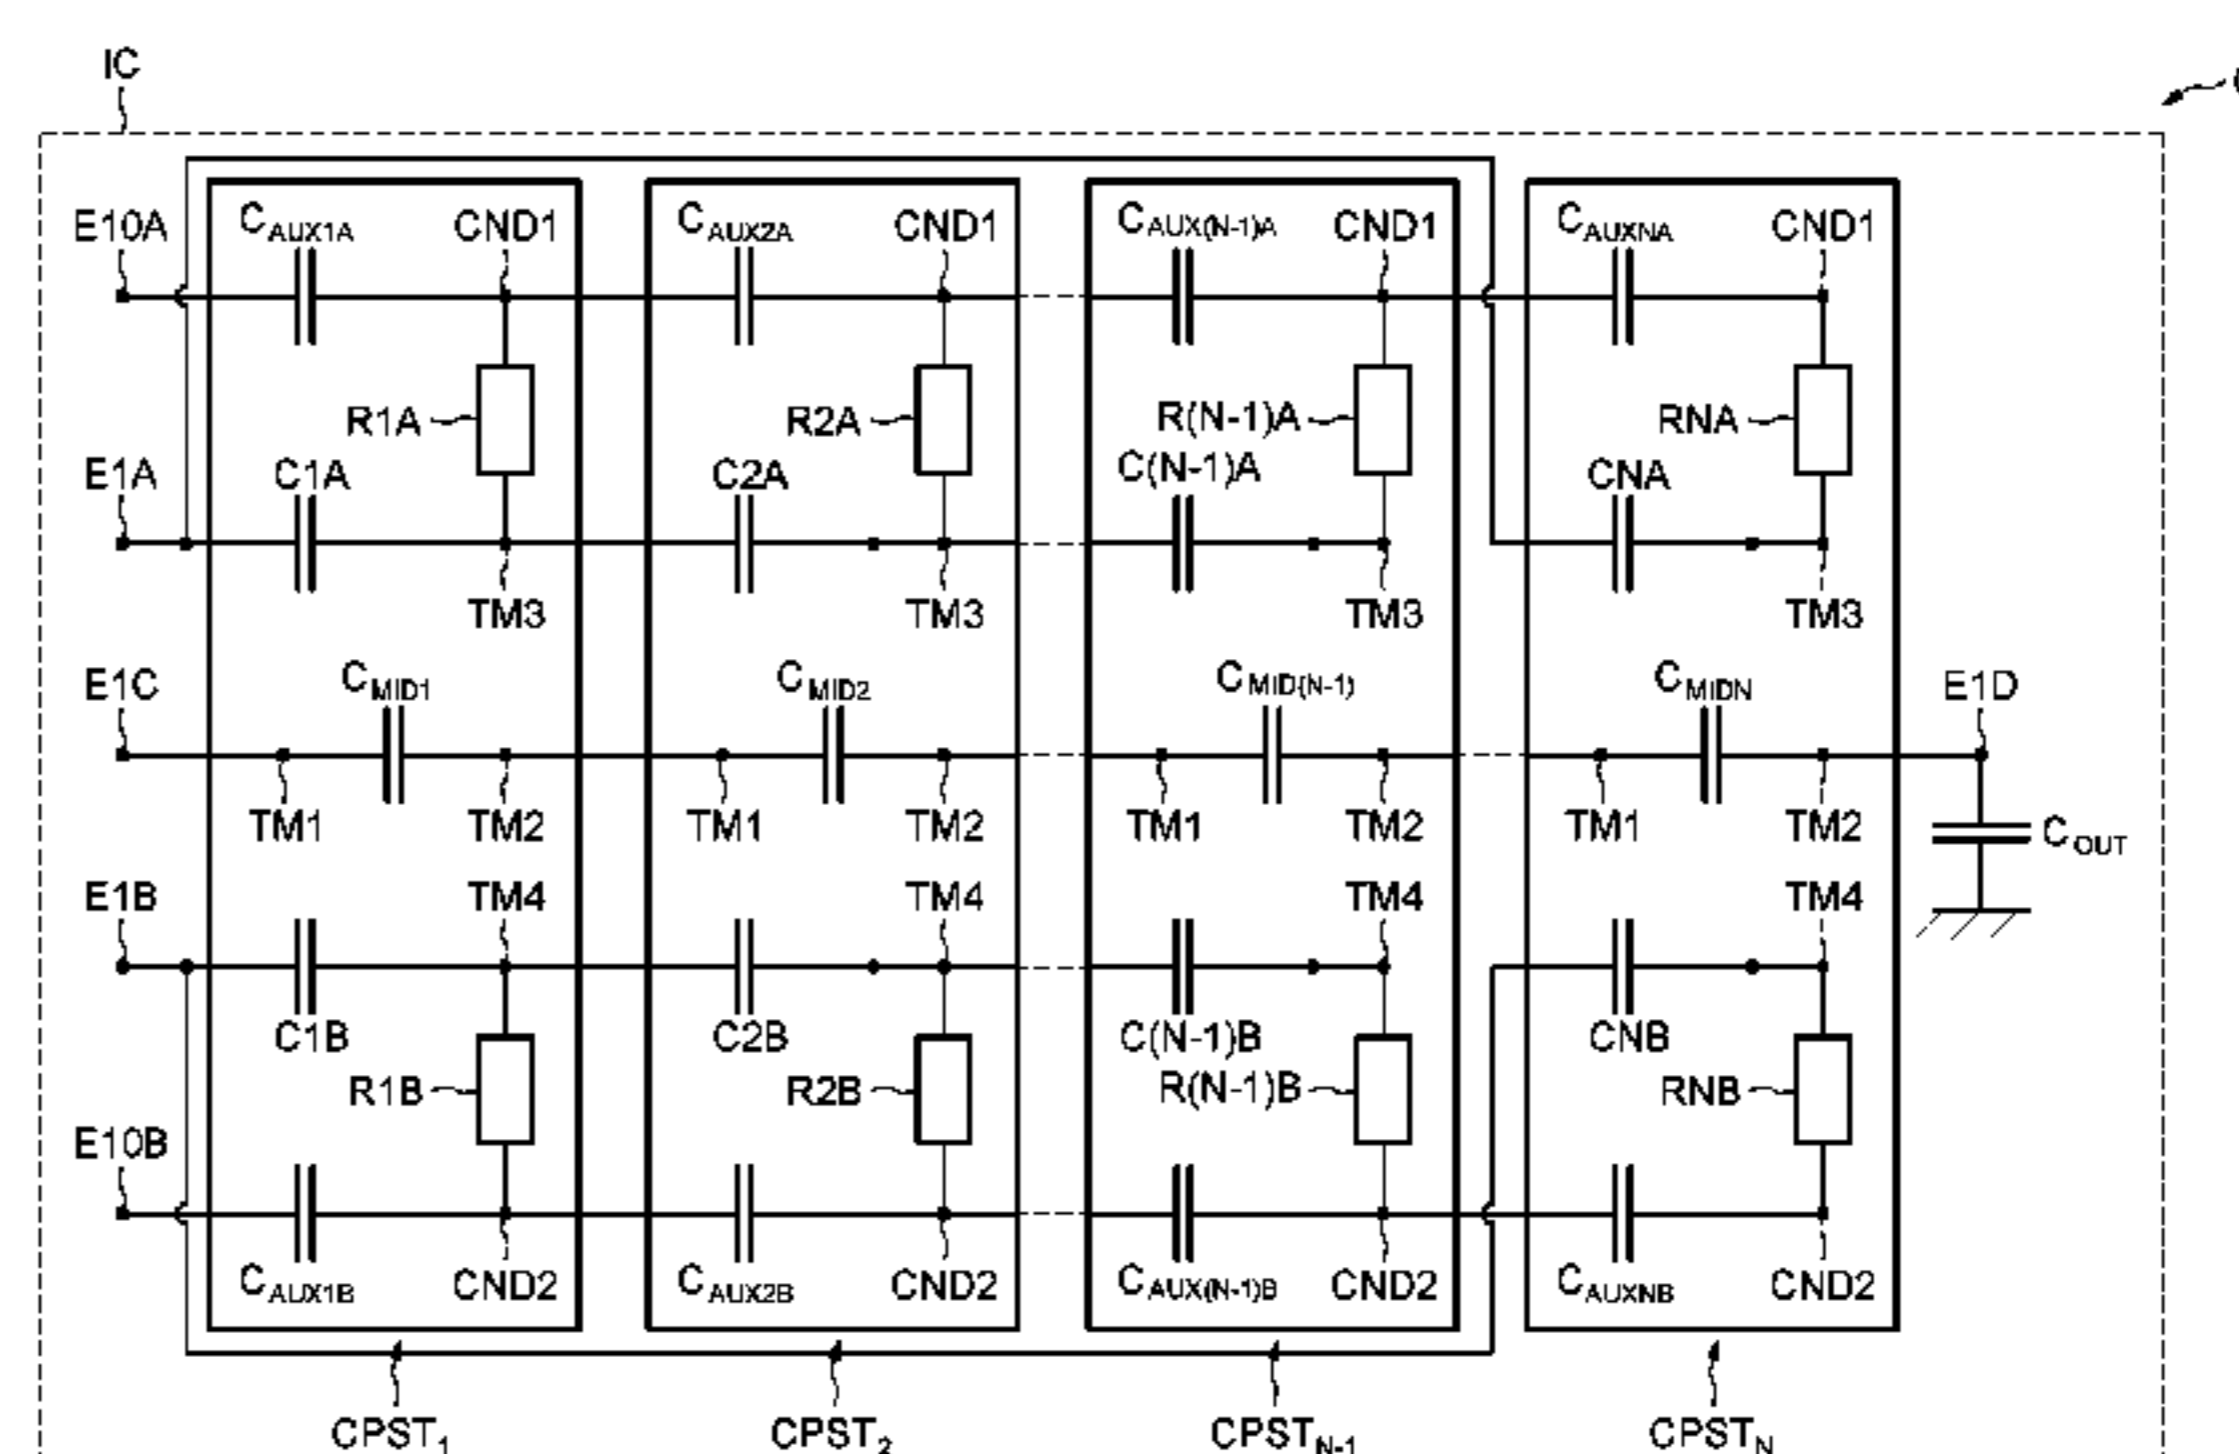 IC
E10A C_AUX1A CND1 C_AUX2A CND1 C_AUX(N-1)A CND1 C_AUXNA CND1
R1A R2A R(N-1)A RNA
E1A C1A C2A C(N-1)A CNA
TM3 TM3 TM3 TM3
E1C C_MID1 C_MID2 C_MID(N-1) C_MIDN E1D
TM1 TM2 TM1 TM2 TM1 TM2 TM1 TM2 C_OUT
E1B TM4 TM4 TM4 TM4
C1B C2B C(N-1)B CNB
R1B R2B R(N-1)B RNB
E10B
C_AUX1B CND2 C_AUX2B CND2 C_AUX(N-1)B CND2 C_AUXNB CND2
CPST_1 CPST_2 CPST_N-1 CPST_N